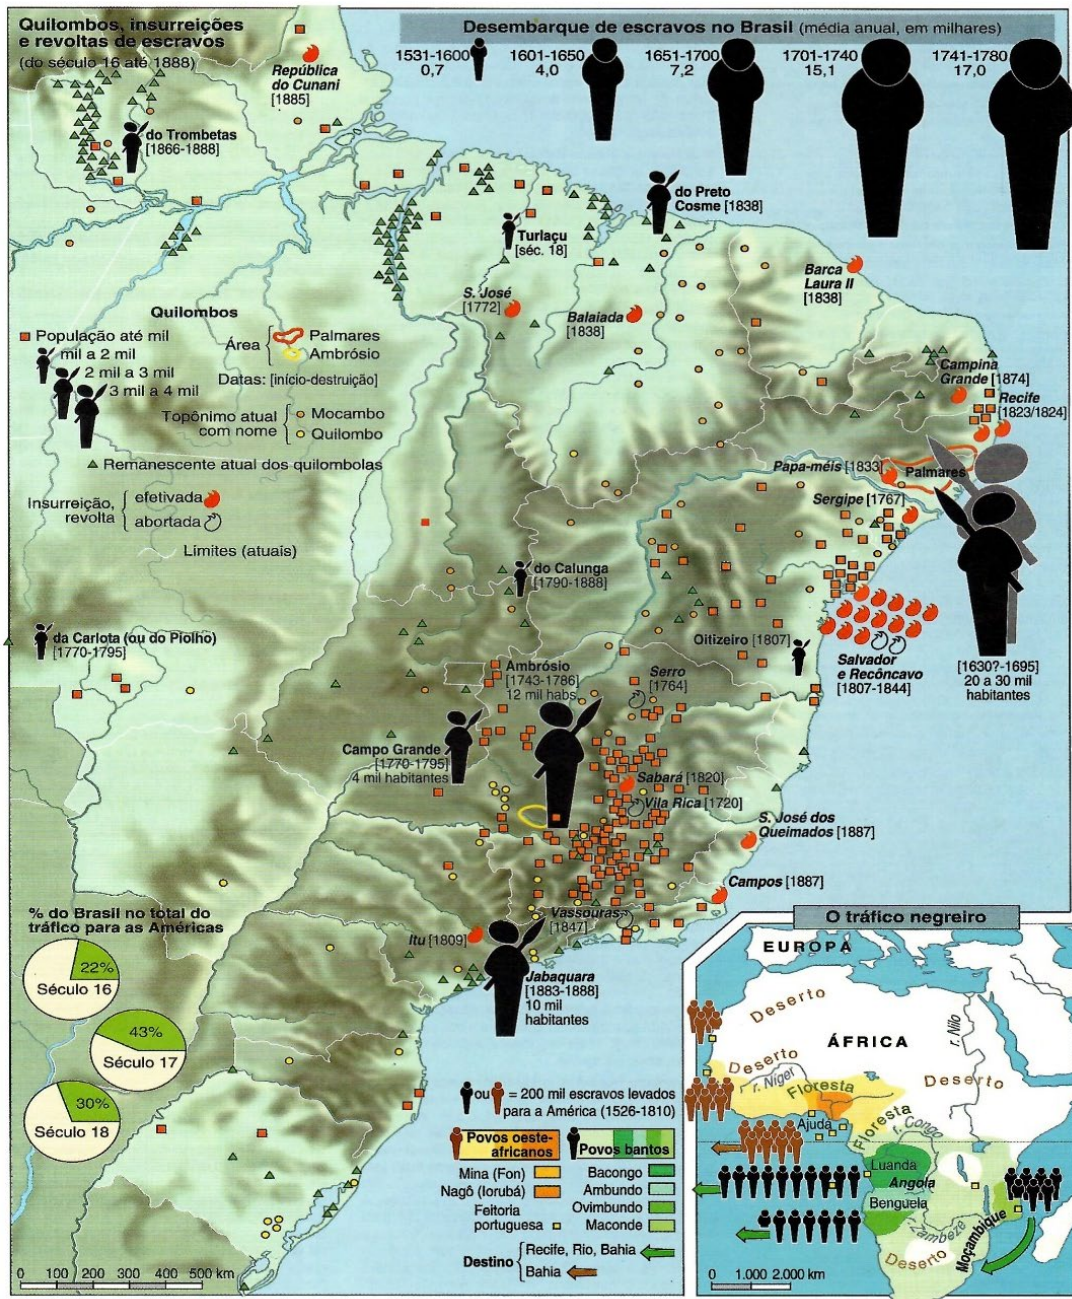 Quilombos, insurreições
e revoltas de escravos
(do século 16 até 1888)
Desembarque de escravos no Brasil (média anual, em milhares)
1531-1600
0,7
1601-1650
4,0
1651-1700
7,2
1701-1740
15,1
1741-1780
17,0
República
do Cunani
[1885]
do Trombetas
[1866-1888]
do Preto
Cosme [1838]
Turiaçu
[séc. 18]
Barca
Laura II
[1838]
S. José
[1772]
Balaiada
[1838]
Quilombos
População até mil
mil a 2 mil
2 mil a 3 mil
3 mil a 4 mil
Área
Palmares
Ambrósio
Datas: [início-destruição]
Topônimo atual
com nome
Mocambo
Quilombo
Remanescente atual dos quilombolas
Insurreição,
revolta
efetivada
abortada
Límites (atuais)
Campina
Grande [1874]
Recife
[1823/1824]
Papa-méis [1833]
Palmares
Sergipe [1767]
do Calunga
[1790-1888]
da Carlota (ou do Piolho)
[1770-1795]
Oitizeiro [1807]
Salvador
e Recôncavo
[1807-1844]
[1630?-1695]
20 a 30 mil
habitantes
Ambrósio
[1743-1786]
12 mil habs.
Serro
[1764]
Campo Grande
[1770-1795]
4 mil habitantes
Sabará [1820]
Vila Rica [1720]
S. José dos
Queimados [1887]
Campos [1887]
Vassouras
[1847]
Itu [1809]
Jabaquara
[1883-1888]
10 mil
habitantes
% do Brasil no total do
tráfico para as Américas
22%
Século 16
43%
Século 17
30%
Século 18
0 100 200 300 400 500 km
ou = 200 mil escravos levados
para a América (1526-1810)
Povos oeste-
africanos
Mina (Fon)
Nagô (Iorubá)
Feitoria
portuguesa
Povos bantos
Bacongo
Ambundo
Ovimbundo
Maconde
Destino
Recife, Rio, Bahia
Bahia
O tráfico negreiro
EUROPA
Deserto
ÁFRICA
r. Nilo
Deserto
r. Níger
Floresta
Deserto
Ajuda
Floresta
r. Congo
Luanda
Angola
Benguela
r. Zambeze
Moçambique
Deserto
0 1.000 2.000 km